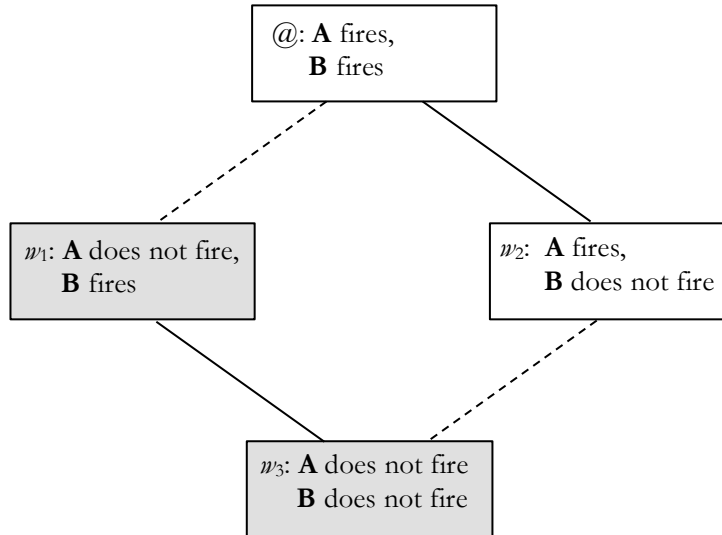 @: A fires,
B fires
w₁: A does not fire,
B fires
w₂: A fires,
B does not fire
w₃: A does not fire
B does not fire